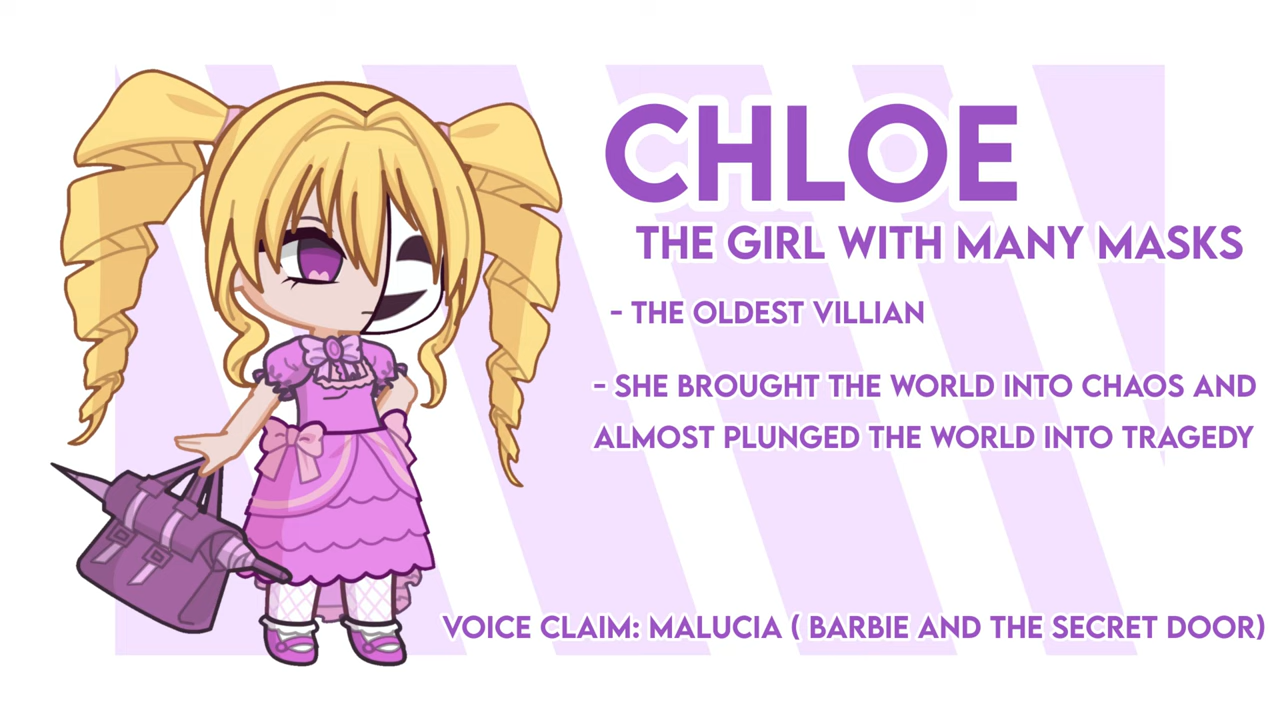 CHLOE
THE GIRL WITH MANY MASKS
- THE OLDEST VILLIAN
- SHE BROUGHT THE WORLD INTO CHAOS AND
ALMOST PLUNGED THE WORLD INTO TRAGEDY
VOICE CLAIM: MALUCIA ( BARBIE AND THE SECRET DOOR)